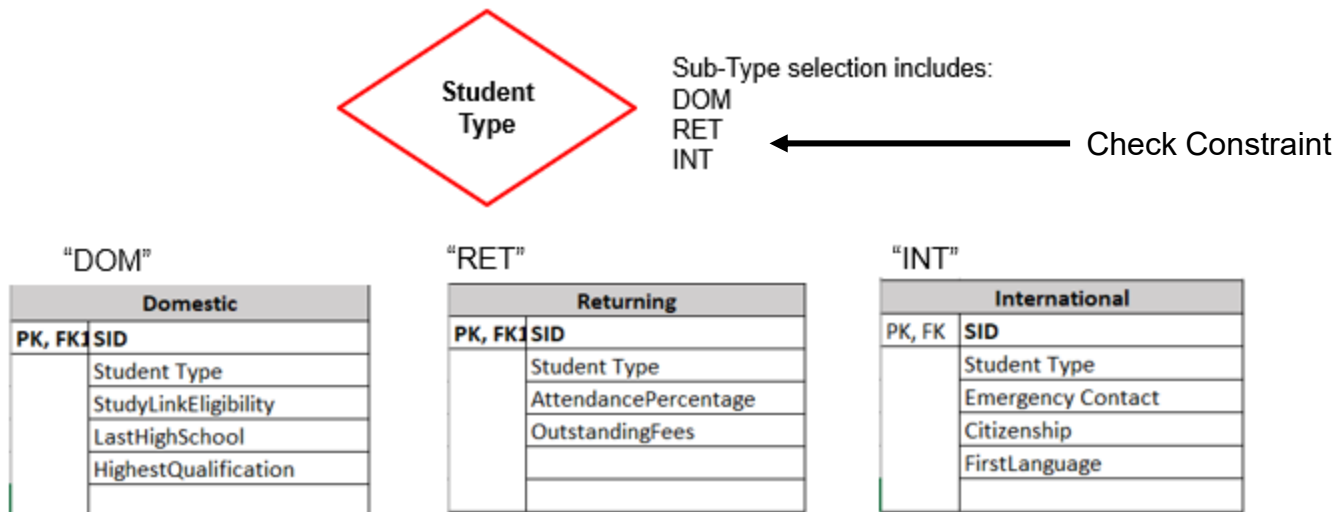 Student
Type
Sub-Type selection includes:
DOM
RET
INT
Check Constraint
“DOM”
Domestic
PK, FK1 SID
Student Type
StudyLinkEligibility
LastHighSchool
HighestQualification
“RET”
Returning
PK, FK1 SID
Student Type
AttendancePercentage
OutstandingFees
“INT”
International
PK, FK SID
Student Type
Emergency Contact
Citizenship
FirstLanguage